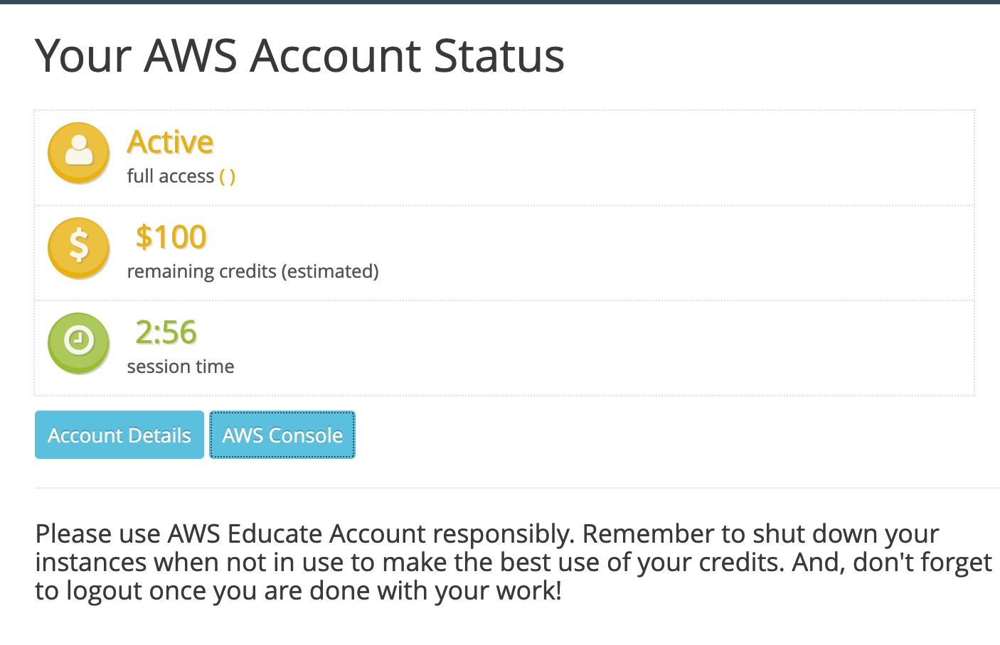 Your AWS Account Status
Active
full access ( )
$100
remaining credits (estimated)
2:56
session time
Account Details AWS Console
Please use AWS Educate Account responsibly. Remember to shut down your
instances when not in use to make the best use of your credits. And, don't forget
to logout once you are done with your work!